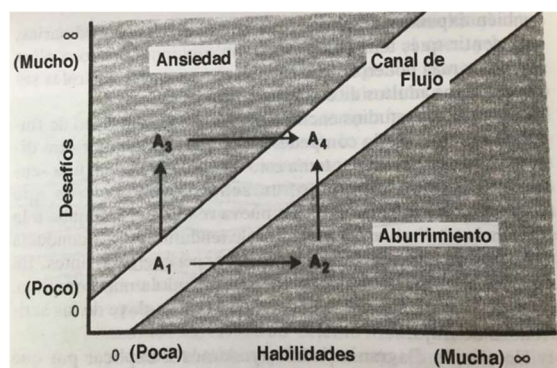 ∞
(Mucho)
Ansiedad
Canal de
Flujo
A3
A4
Desafíos
Aburrimiento
A1
A2
(Poco)
0
0 (Poca)
Habilidades
(Mucha) ∞